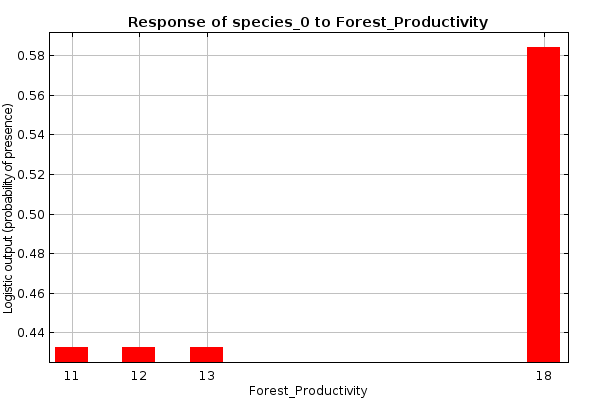 Response of species_0 to Forest_Productivity
Logistic output (probability of presence)
0.58
0.56
0.54
0.52
0.50
0.48
0.46
0.44
11 12 13 18
Forest_Productivity